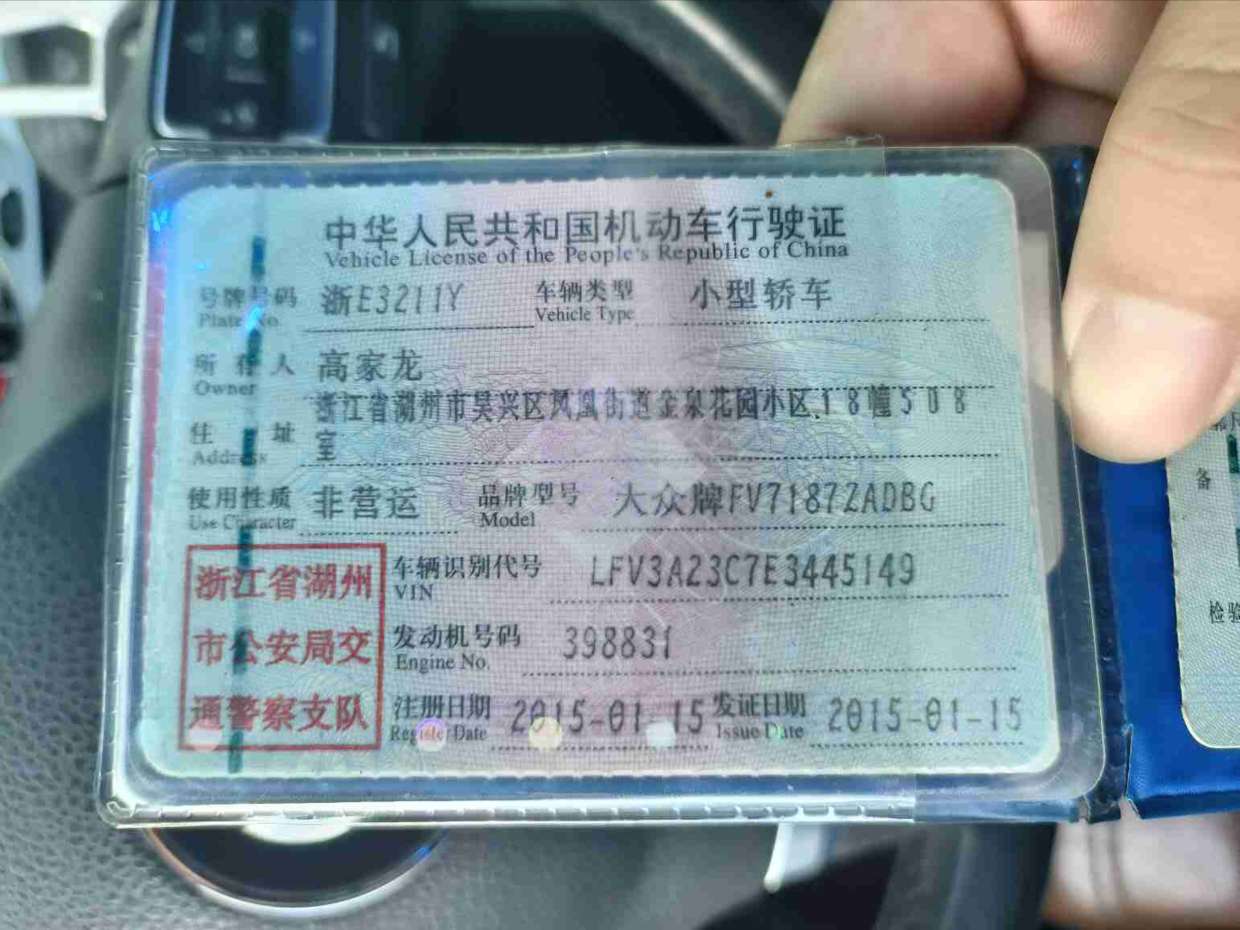 中华人民共和国机动车行驶证
Vehicle License of the People's Republic of China
号牌号码 浙E3211Y 车辆类型 小型轿车
Plate No. Vehicle Type
所有人 高家龙
Owner
浙江省湖州市吴兴区凤凰街道金泉花园小区18幢508
住址 室
Address
使用性质 非营运 品牌型号 大众牌FV7187ZADBG
Use Character Model
浙江省湖州 车辆识别代号 LFV3A23C7E3445149
VIN
市公安局交 发动机号码 398831
Engine No.
通警察支队 注册日期 2015-01-15 发证日期 2015-01-15
Register Date Issue Date
备
检验